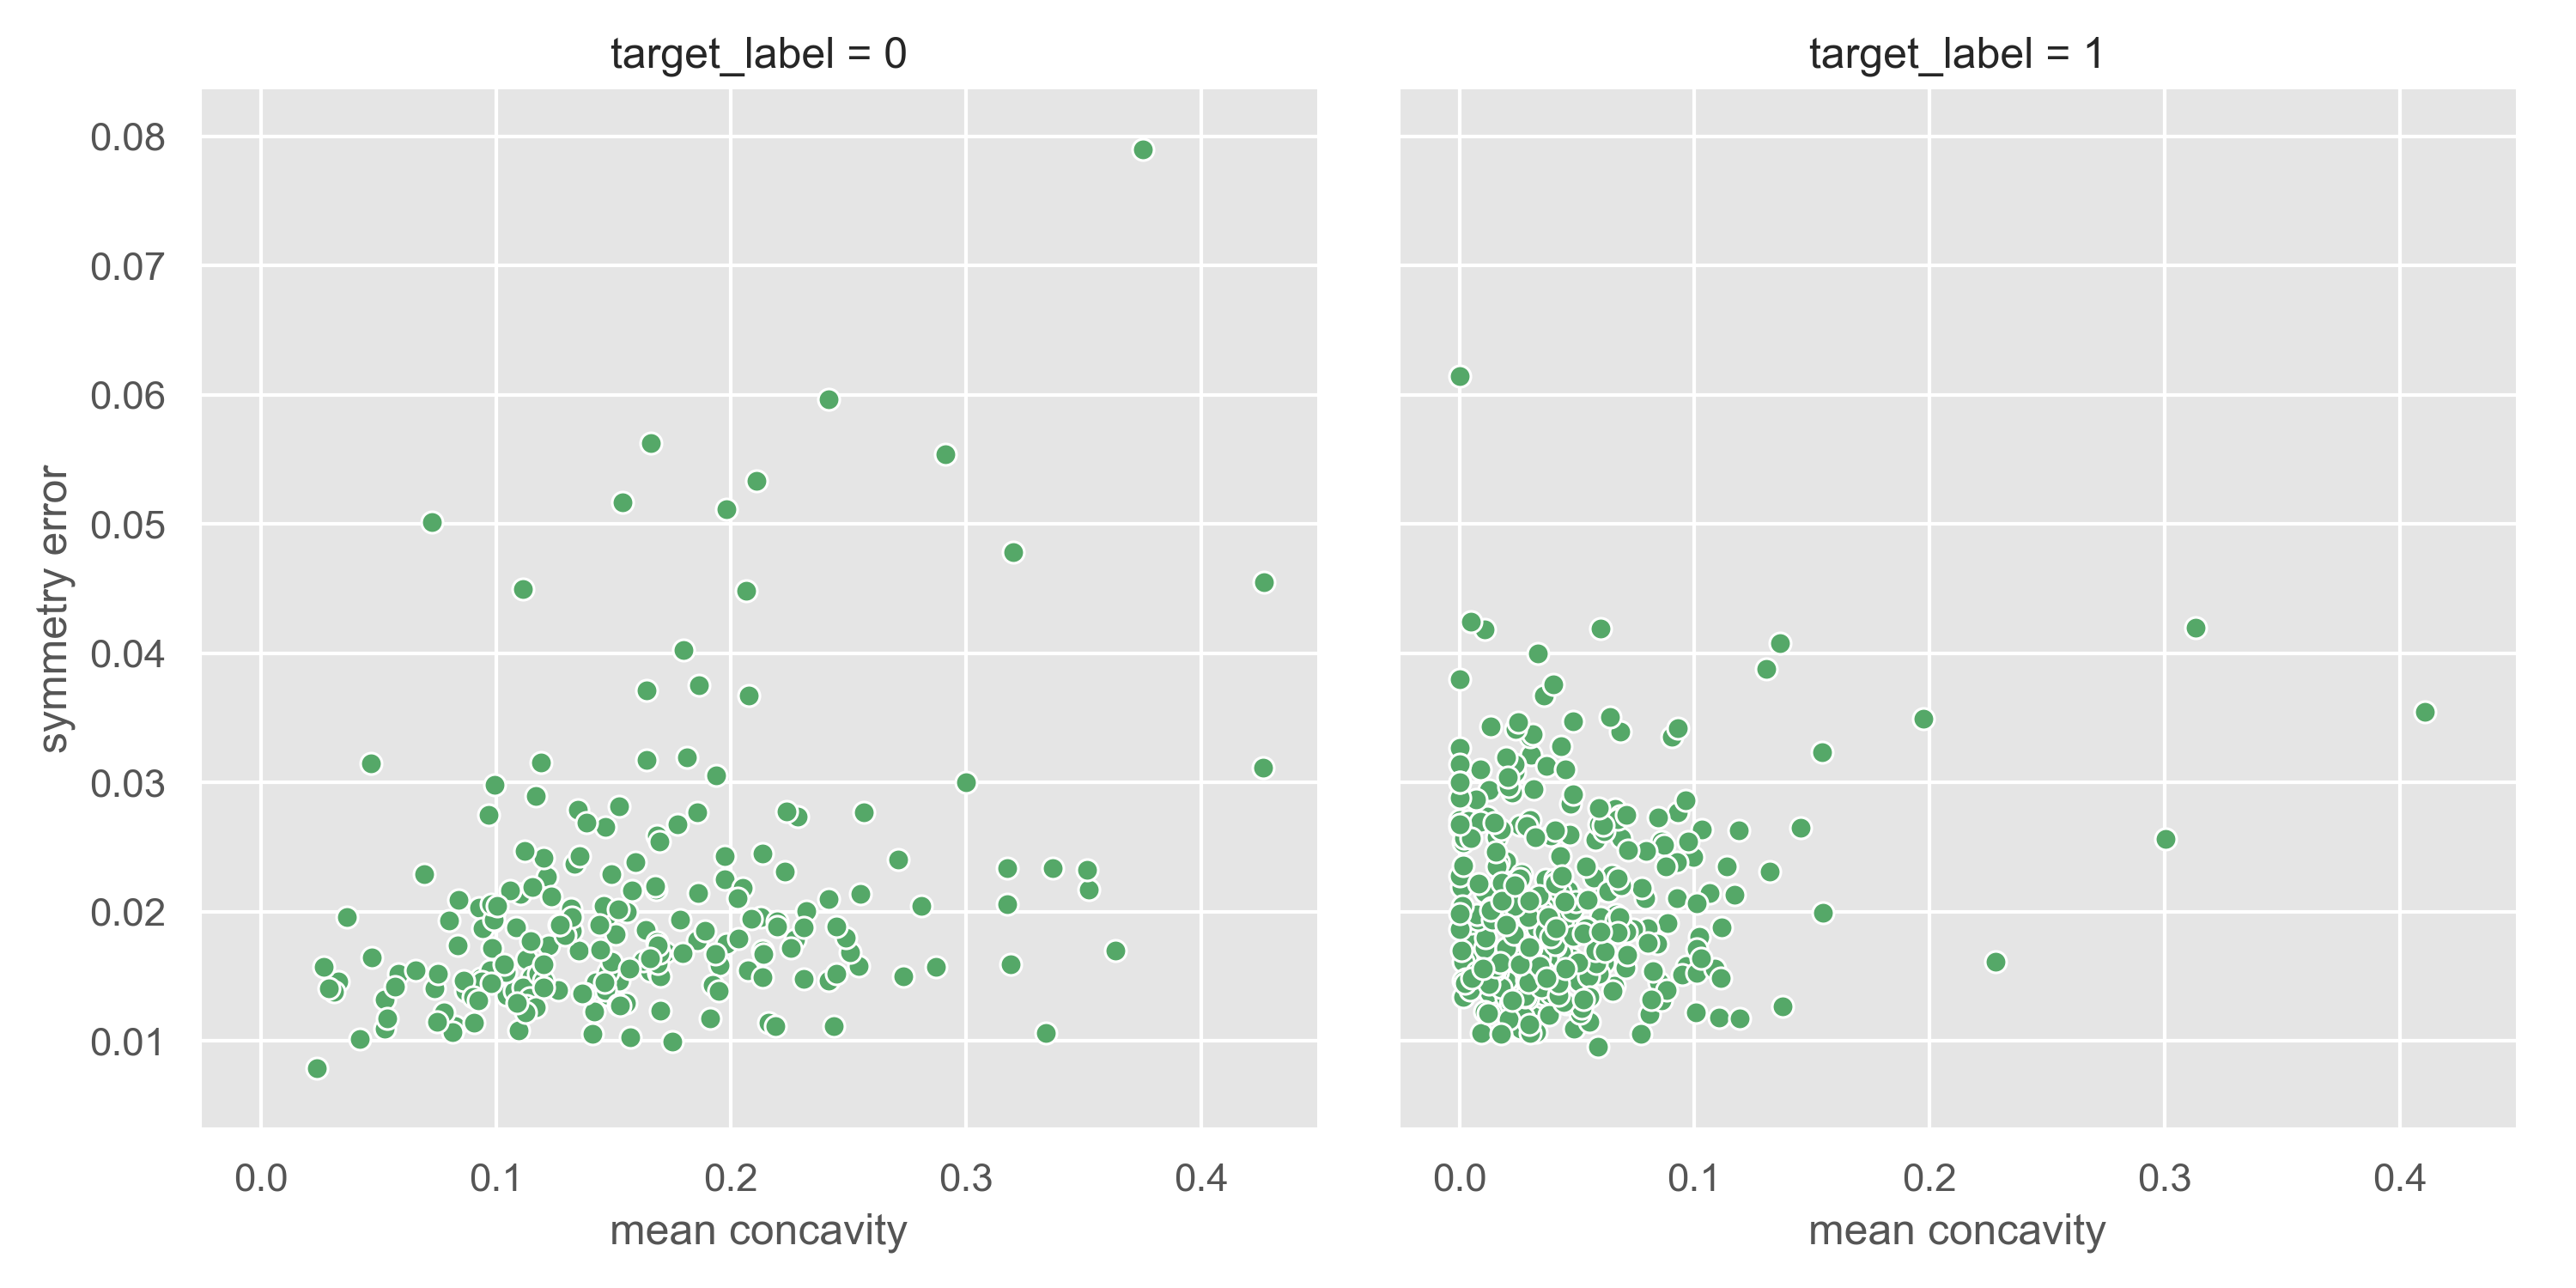 target_label = 0
target_label = 1
0.08
0.07
0.06
0.05
0.04
0.03
0.02
0.01
symmetry error
0.0 0.1 0.2 0.3 0.4
0.0 0.1 0.2 0.3 0.4
mean concavity
mean concavity